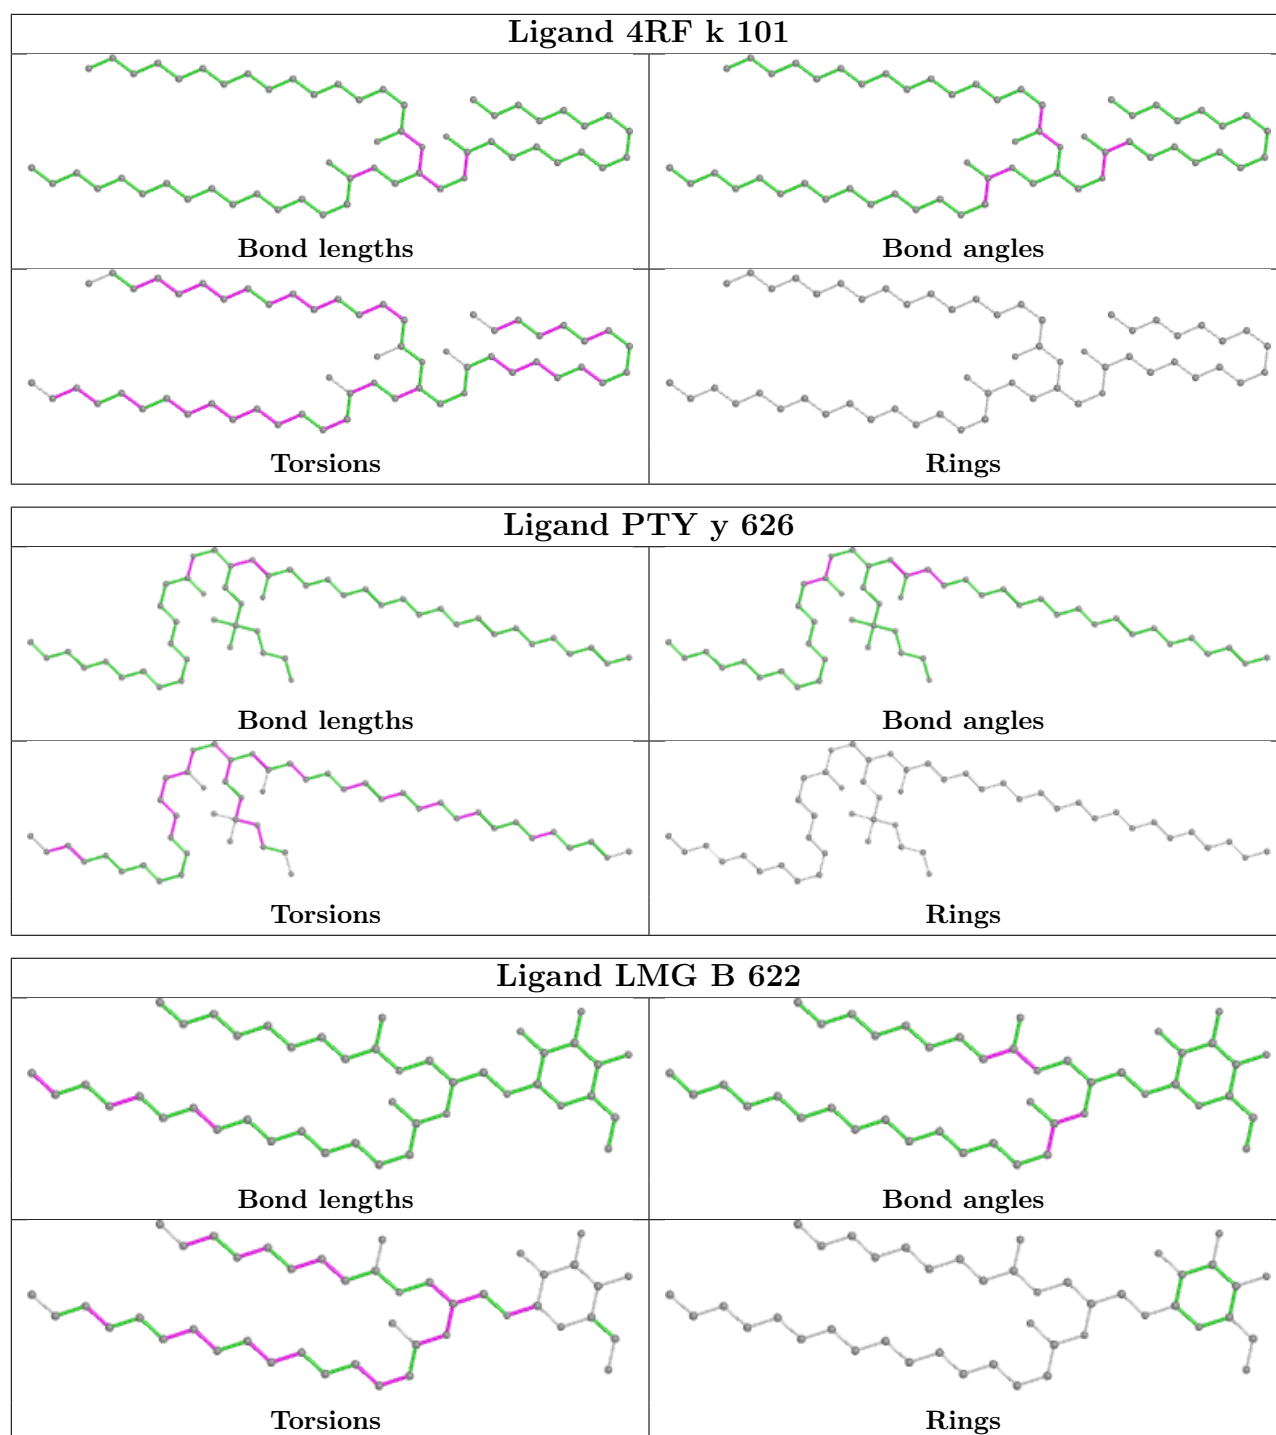 Ligand 4RF k 101
Bond lengths
Bond angles
Torsions
Rings
Ligand PTY y 626
Bond lengths
Bond angles
Torsions
Rings
Ligand LMG B 622
Bond lengths
Bond angles
Torsions
Rings